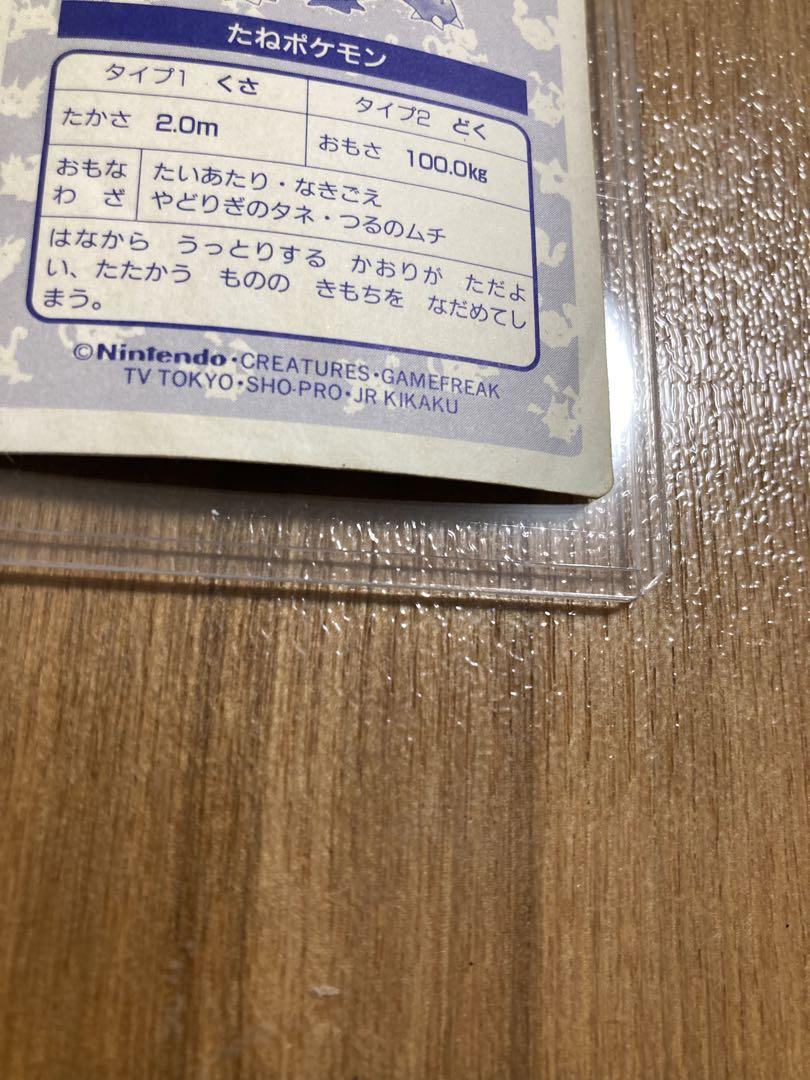 たねポケモン
タイプ1 くさ タイプ2 どく
たかさ 2.0m おもさ 100.0kg
おもな たいあたり・なきごえ
わざ やどりぎのタネ・つるのムチ
はなから うっとりする かおりが ただよ
い、たたかう ものの きもちを なだめてし
まう。
©Nintendo・CREATURES・GAMEFREAK
TV TOKYO・SHO-PRO・JR KIKAKU